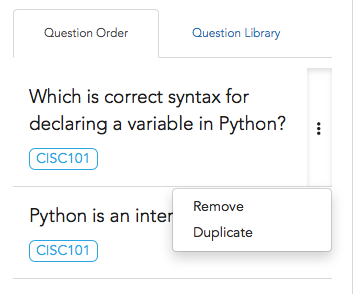 Question Order
Question Library
Which is correct syntax for
declaring a variable in Python?
CISC101
Remove
Duplicate
Python is an
CISC101